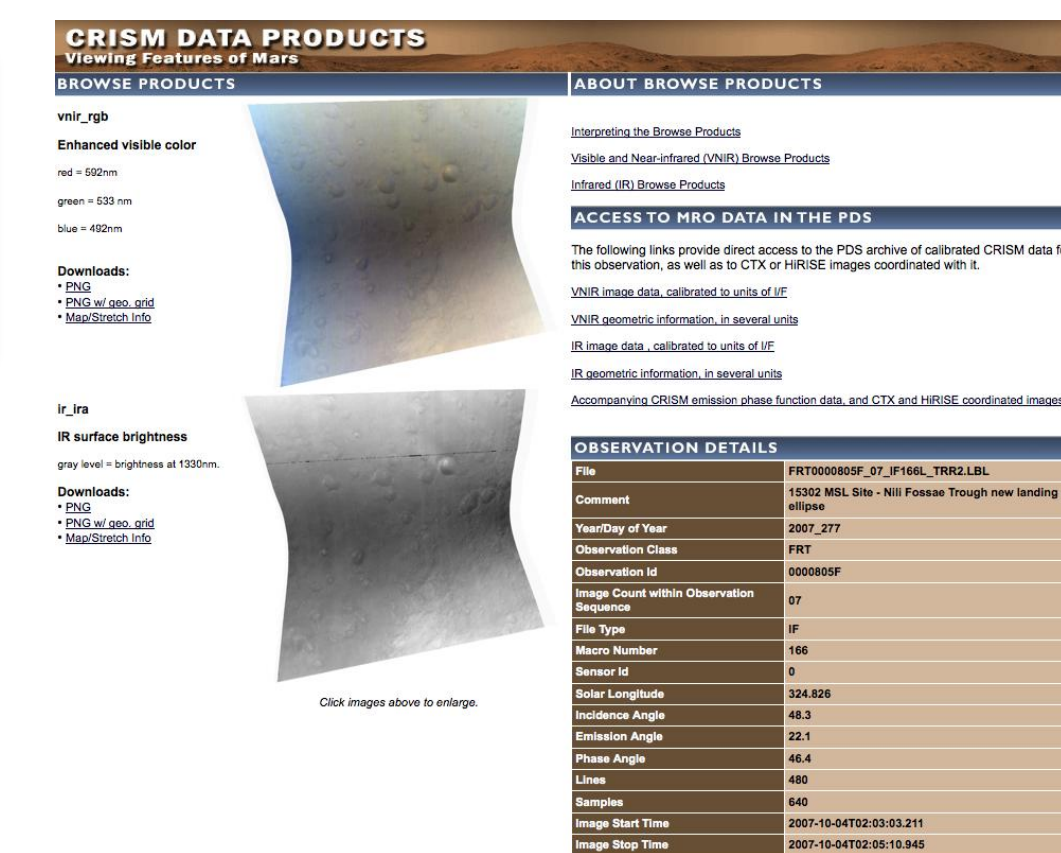 CRISM DATA PRODUCTS
Viewing Features of Mars
BROWSE PRODUCTS
vnir_rgb
Enhanced visible color
red = 592nm
green = 533 nm
blue = 492nm
Downloads:
• PNG
• PNG w/ geo. grid
• Map/Stretch Info
ir_ira
IR surface brightness
gray level = brightness at 1330nm.
Downloads:
• PNG
• PNG w/ geo. grid
• Map/Stretch Info
Click images above to enlarge.
ABOUT BROWSE PRODUCTS
Interpreting the Browse Products
Visible and Near-infrared (VNIR) Browse Products
Infrared (IR) Browse Products
ACCESS TO MRO DATA IN THE PDS
The following links provide direct access to the PDS archive of calibrated CRISM data
this observation, as well as to CTX or HiRISE images coordinated with it.
VNIR image data, calibrated to units of I/F
VNIR geometric information, in several units
IR image data , calibrated to units of I/F
IR geometric information, in several units
Accompanying CRISM emission phase function data, and CTX and HiRISE coordinated images
OBSERVATION DETAILS
File FRT0000805F_07_IF166L_TRR2.LBL
Comment 15302 MSL Site - Nili Fossae Trough new landing
ellipse
Year/Day of Year 2007_277
Observation Class FRT
Observation Id 0000805F
Image Count within Observation
Sequence 07
File Type IF
Macro Number 166
Sensor Id 0
Solar Longitude 324.826
Incidence Angle 48.3
Emission Angle 22.1
Phase Angle 46.4
Lines 480
Samples 640
Image Start Time 2007-10-04T02:03:03.211
Image Stop Time 2007-10-04T02:05:10.945